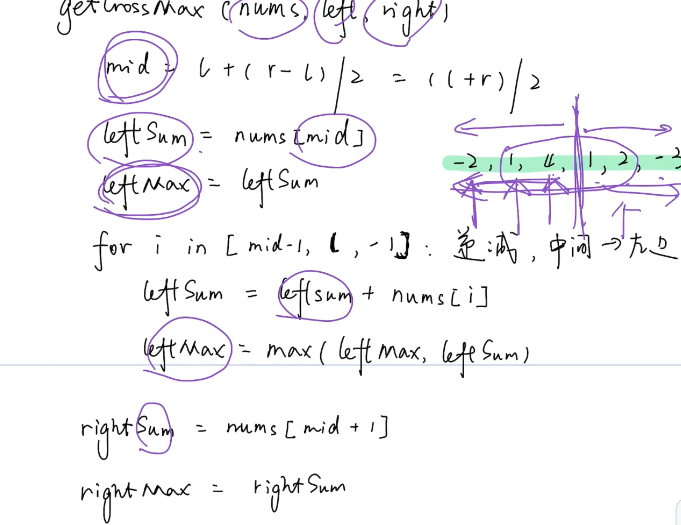 getCrossMax (nums, left, right)
mid = l + ( r - l ) / 2 = (l+r) / 2
leftSum = nums[mid]
leftMax = leftSum
-2, 1, 4, 1, 2, -3
for i in [ mid-1, l , -1] : 递减, 中间 → 左边
leftSum = leftsum + nums[i]
leftMax = max( leftMax, leftSum)
rightSum = nums [ mid + 1]
rightMax = rightSum